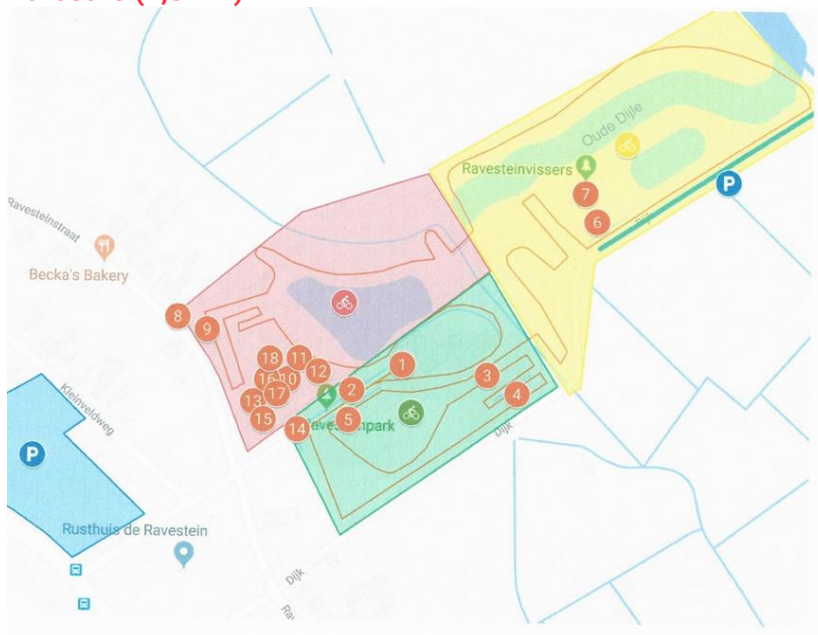 Oude Dijle
Ravesteinvissers
P
7
6
Dijk
Ravesteinstraat
Becka's Bakery
8
9
18
11
12
1
16
10
3
2
17
13
4
15
5
14
Kleinveldweg
P
Dijk
Rusthuis de Ravestein
Dijk